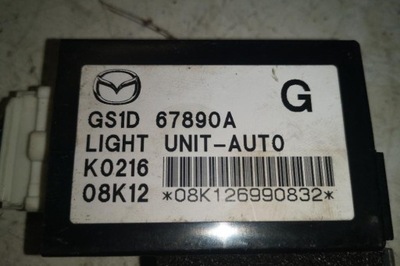 G
GS1D 67890A
LIGHT UNIT-AUTO
K0216
08K12 *08K126990832*